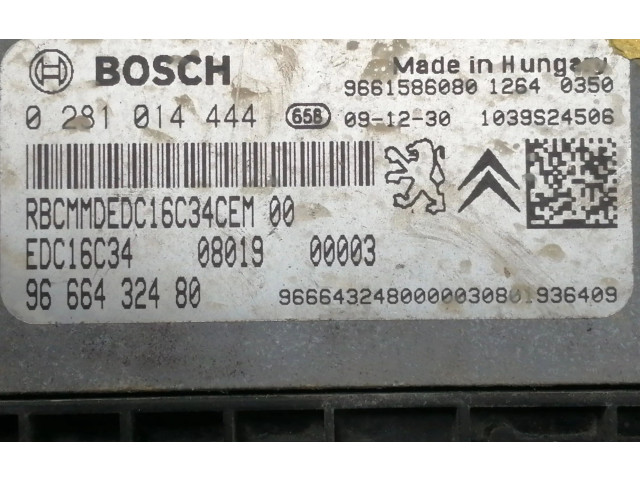 BOSCH
Made in Hungary
9661586080 1264 0350
0 281 014 444 658 09-12-30 1039S24506
RBCMMDEDC16C34CEM 00
EDC16C34 08019 00003
96 664 324 80 9666432480000030801936409